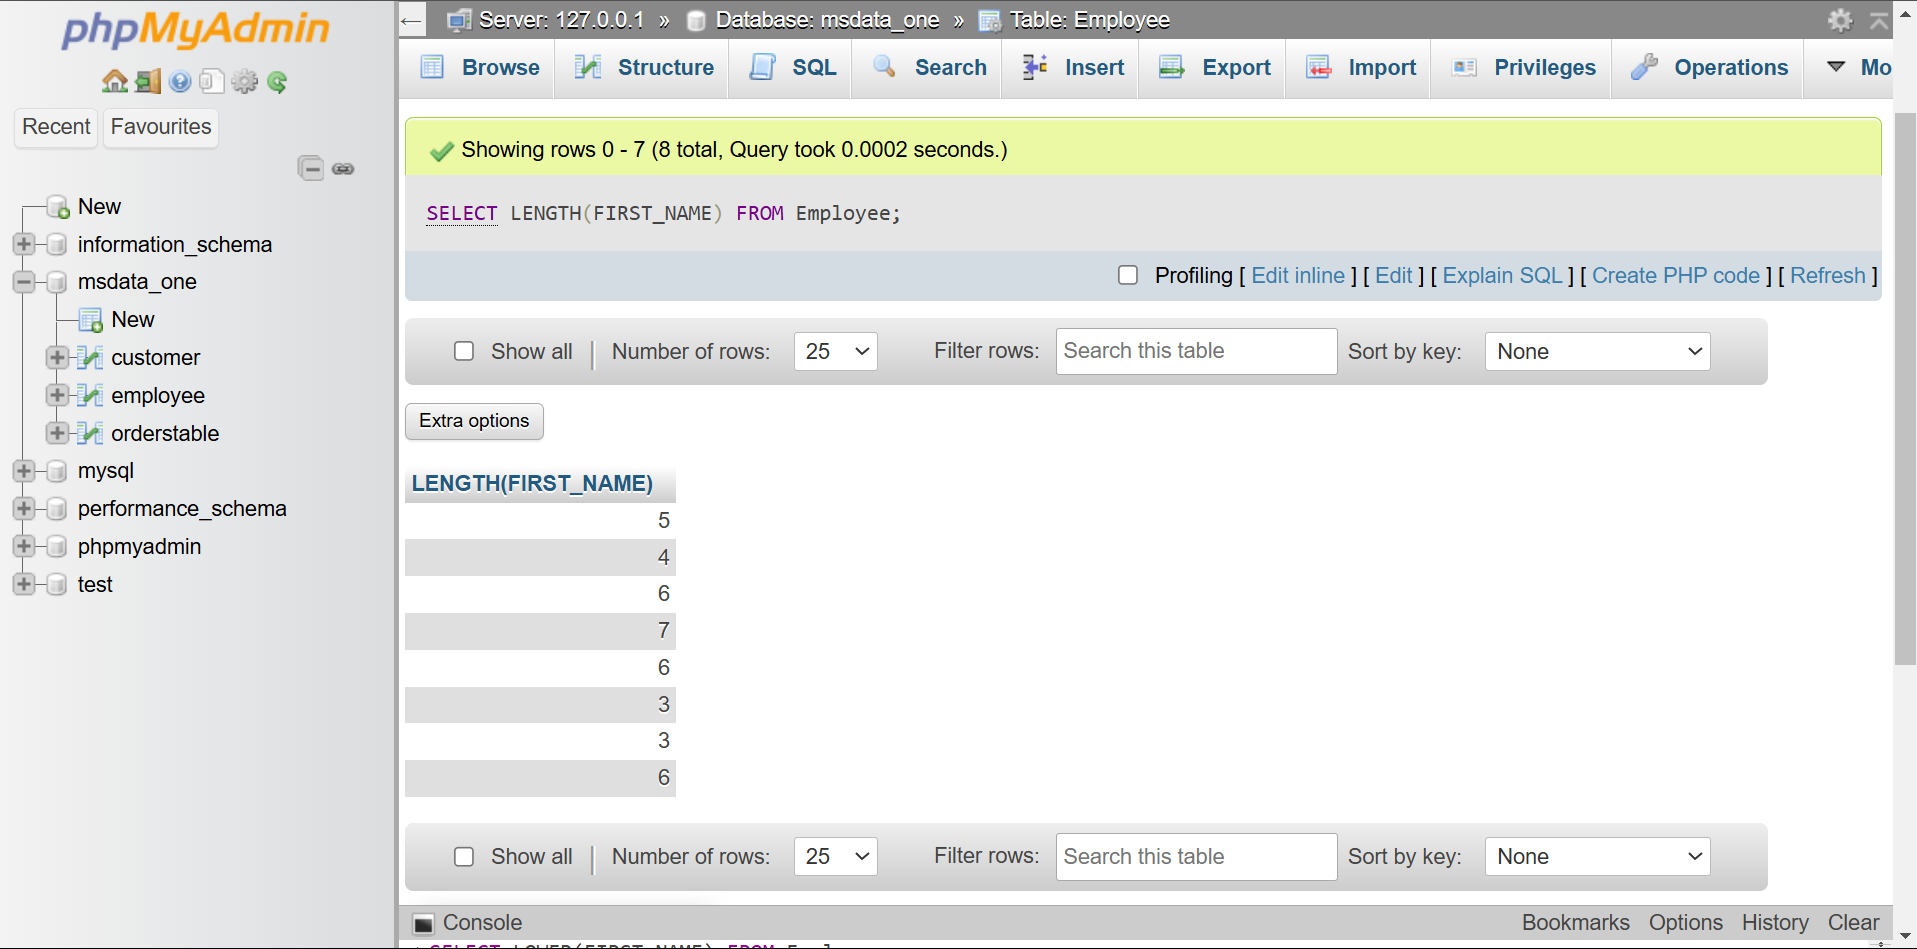 phpMyAdmin
Recent Favourites
New
information_schema
msdata_one
New
customer
employee
orderstable
mysql
performance_schema
phpmyadmin
test
Server: 127.0.0.1 » Database: msdata_one » Table: Employee
Browse Structure SQL Search Insert Export Import Privileges Operations Mo
Showing rows 0 - 7 (8 total, Query took 0.0002 seconds.)
SELECT LENGTH(FIRST_NAME) FROM Employee;
Profiling [ Edit inline ] [ Edit ] [ Explain SQL ] [ Create PHP code ] [ Refresh ]
Show all | Number of rows: 25 Filter rows: Search this table Sort by key: None
Extra options
LENGTH(FIRST_NAME)
5
4
6
7
6
3
3
6
Show all | Number of rows: 25 Filter rows: Search this table Sort by key: None
Console Bookmarks Options History Clear
SELECT LOWER(FIRST_NAME) FROM